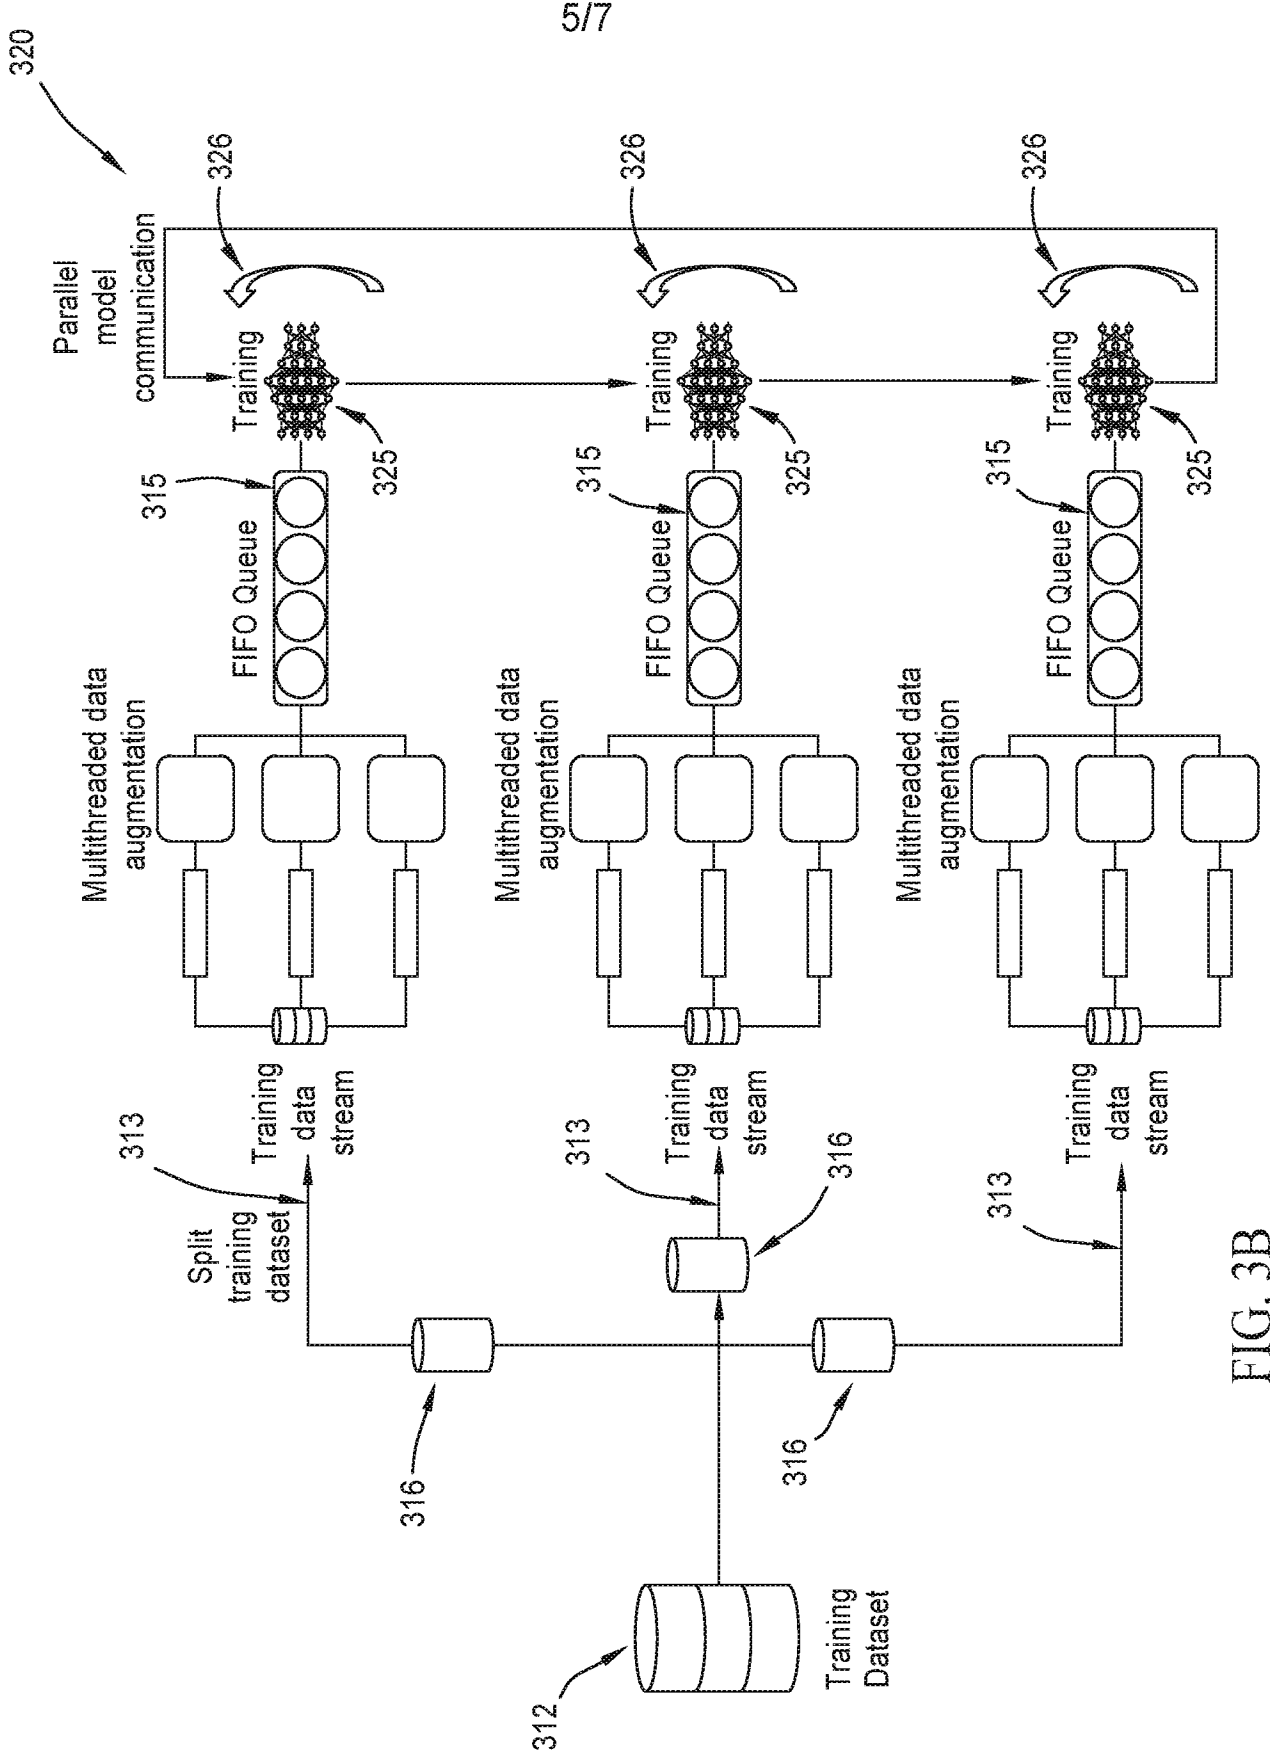 5/7
320
Parallel
model
communication
326
Training
325
315
FIFO Queue
Multithreaded data
augmentation
Training
data
stream
313
Split
training
dataset
316
326
Training
325
315
FIFO Queue
Multithreaded data
augmentation
Training
data
stream
313
316
326
Training
325
315
FIFO Queue
Multithreaded data
augmentation
Training
data
stream
313
316
312
Training
Dataset
FIG. 3B